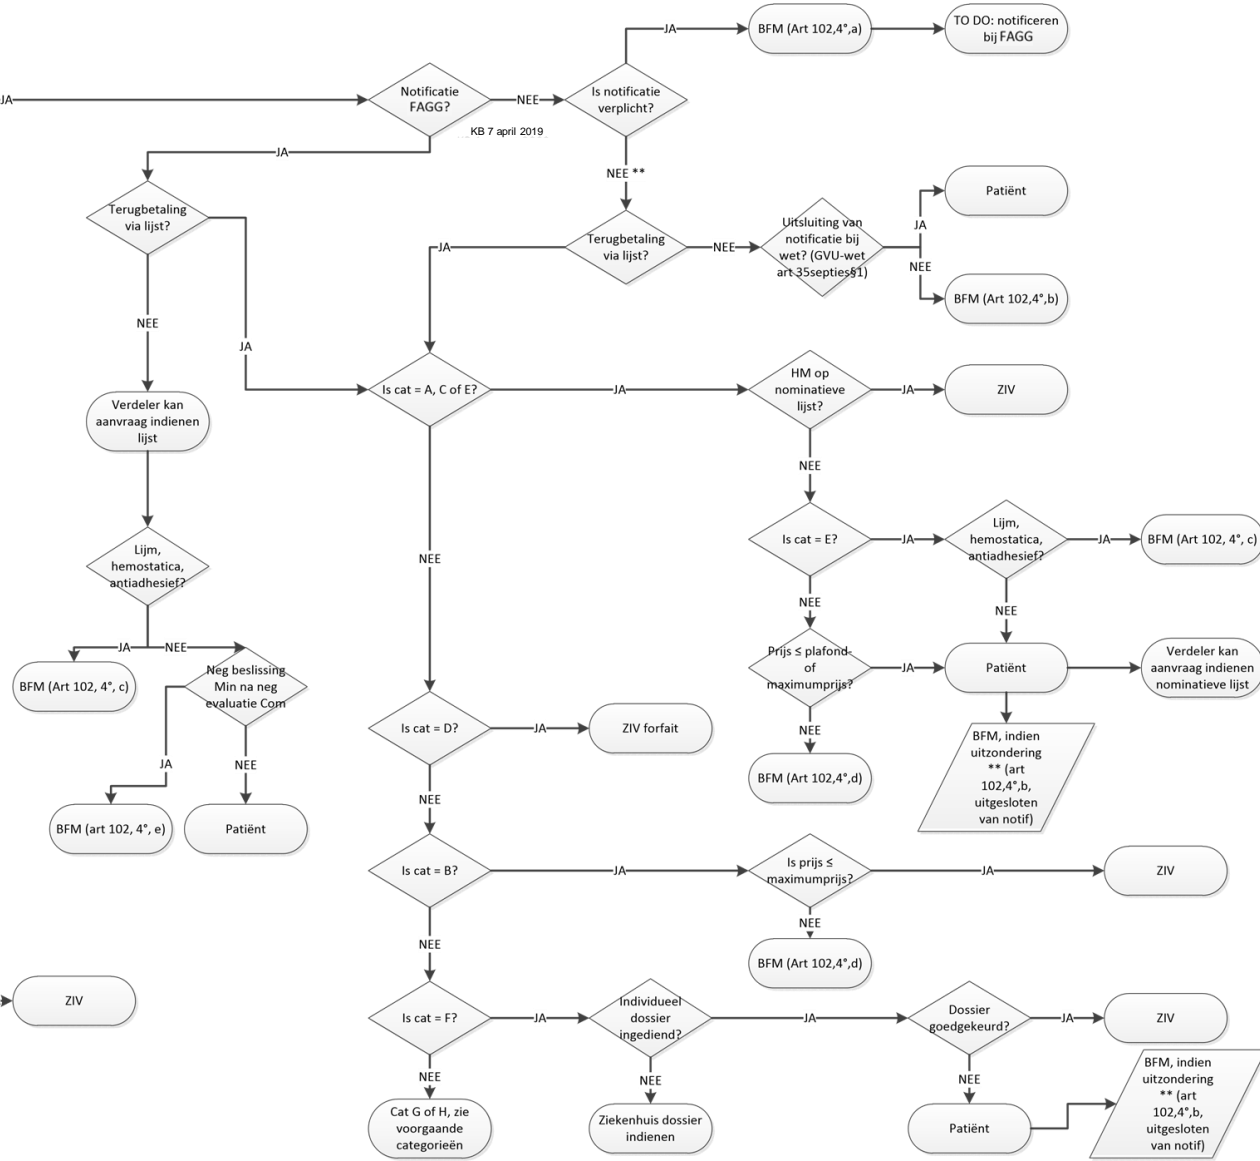 JA
BFM (Art 102,4°,a)
TO DO: notificeren
bij FAGG
JA
Notificatie
FAGG?
NEE
Is notificatie
verplicht?
KB 7 april 2019
JA
NEE **
Terugbetaling
via lijst?
Patiënt
JA
Terugbetaling
via lijst?
NEE
Uitsluiting van
notificatie bij
wet? (GVU-wet
art 35septies§1)
JA
NEE
BFM (Art 102,4°,b)
NEE
JA
Is cat = A, C of E?
JA
HM op
nominatieve
lijst?
JA
ZIV
Verdeler kan
aanvraag indienen
lijst
NEE
Is cat = E?
JA
Lijm,
hemostatica,
antiadhesief?
JA
BFM (Art 102, 4°, c)
Lijm,
hemostatica,
antiadhesief?
NEE
NEE
NEE
JA
NEE
BFM (Art 102, 4°, c)
Neg beslissing
Min na neg
evaluatie Com
Prijs ≤ plafond-
of
maximumprijs?
JA
Patiënt
Verdeler kan
aanvraag indienen
nominatieve lijst
Is cat = D?
JA
ZIV forfait
NEE
BFM (Art 102,4°,d)
BFM, indien
uitzondering
** (art
102,4°,b,
uitgesloten
van notif)
JA
NEE
BFM (art 102, 4°, e)
Patiënt
NEE
Is cat = B?
JA
Is prijs ≤
maximumprijs?
JA
ZIV
NEE
BFM (Art 102,4°,d)
NEE
ZIV
Is cat = F?
JA
Individueel
dossier
ingediend?
JA
Dossier
goedgekeurd?
JA
ZIV
NEE
NEE
NEE
Cat G of H, zie
voorgaande
categorieën
Ziekenhuis dossier
indienen
Patiënt
BFM, indien
uitzondering
** (art
102,4°,b,
uitgesloten
van notif)